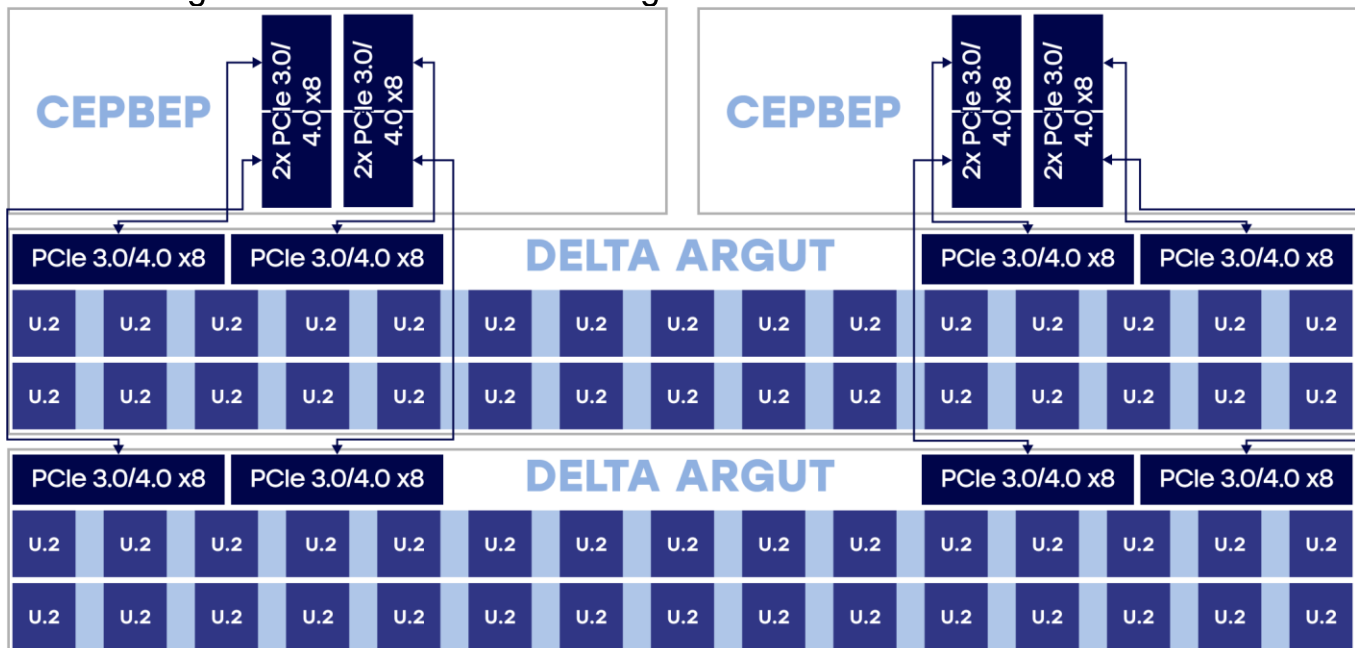 СЕРВЕР
2x PCIe 3.0/
4.0 x8
2x PCIe 3.0/
4.0 x8
СЕРВЕР
2x PCIe 3.0/
4.0 x8
2x PCIe 3.0/
4.0 x8
PCIe 3.0/4.0 x8 PCIe 3.0/4.0 x8 DELTA ARGUT PCIe 3.0/4.0 x8 PCIe 3.0/4.0 x8
U.2 U.2 U.2 U.2 U.2 U.2 U.2 U.2 U.2 U.2 U.2 U.2 U.2 U.2 U.2
U.2 U.2 U.2 U.2 U.2 U.2 U.2 U.2 U.2 U.2 U.2 U.2 U.2 U.2 U.2
PCIe 3.0/4.0 x8 PCIe 3.0/4.0 x8 DELTA ARGUT PCIe 3.0/4.0 x8 PCIe 3.0/4.0 x8
U.2 U.2 U.2 U.2 U.2 U.2 U.2 U.2 U.2 U.2 U.2 U.2 U.2 U.2 U.2
U.2 U.2 U.2 U.2 U.2 U.2 U.2 U.2 U.2 U.2 U.2 U.2 U.2 U.2 U.2